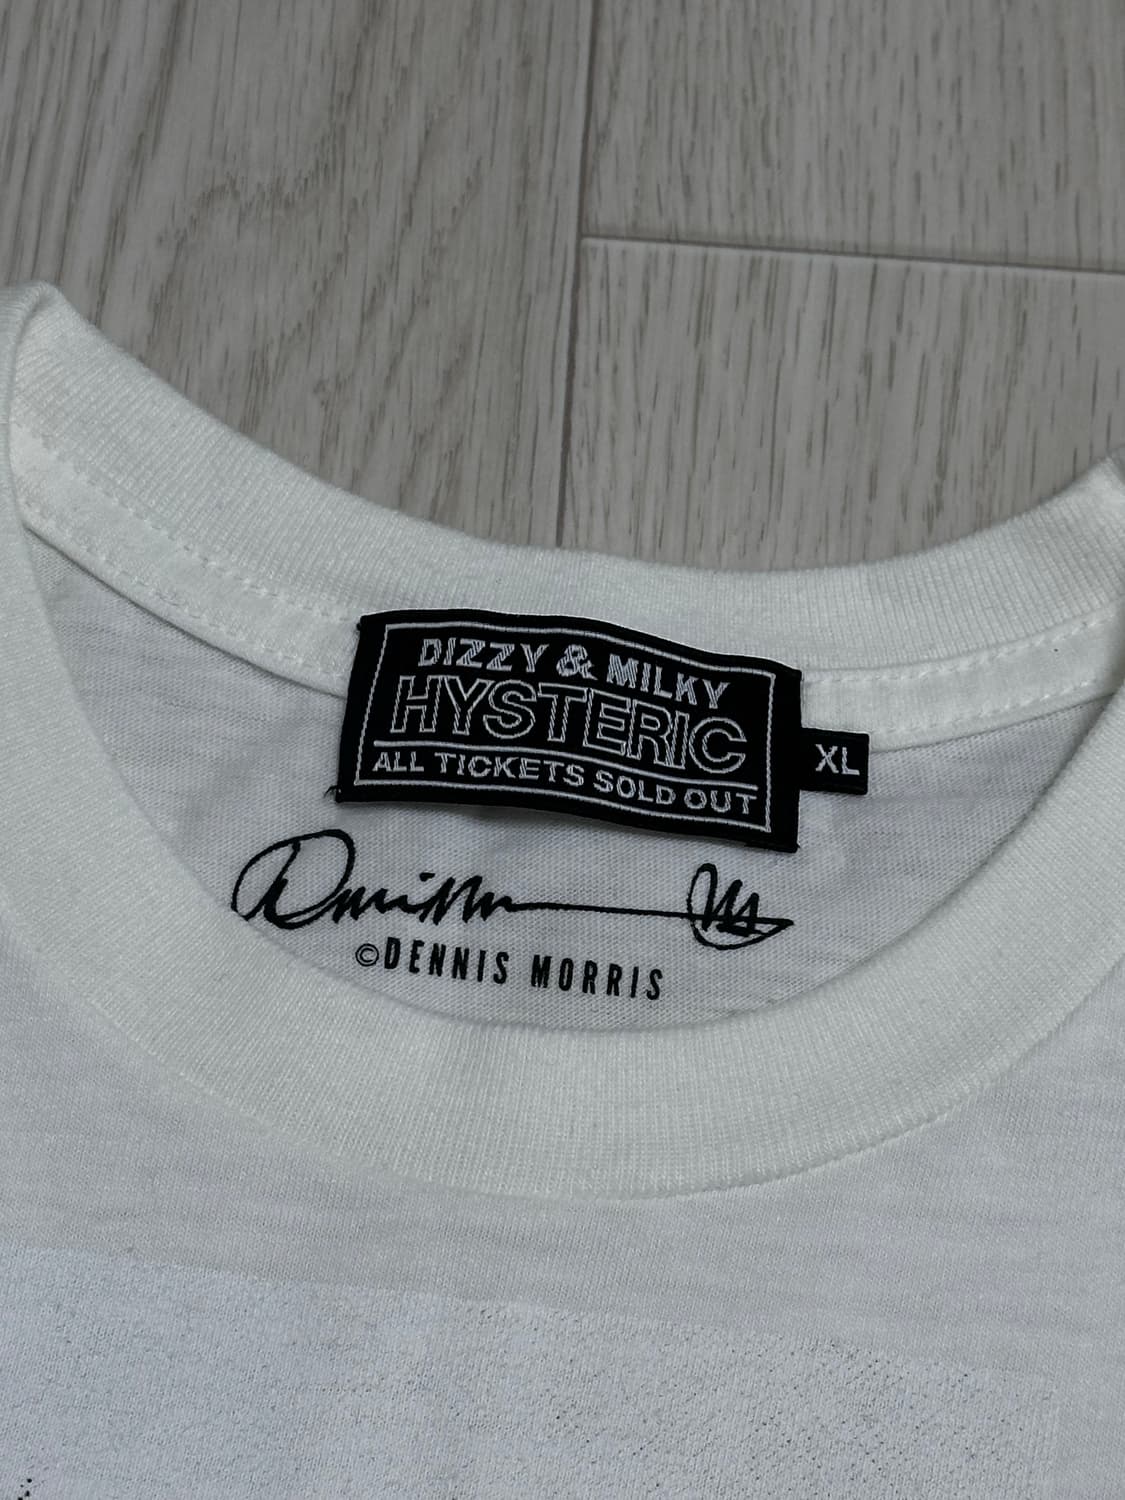 DIZZY & MILKY
HYSTERIC
ALL TICKETS SOLD OUT
XL
©DENNIS MORRIS